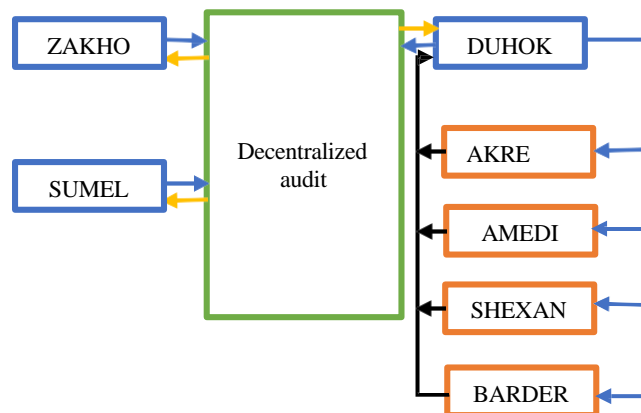 ZAKHO
DUHOK
Decentralized
audit
AKRE
SUMEL
AMEDI
SHEXAN
BARDER